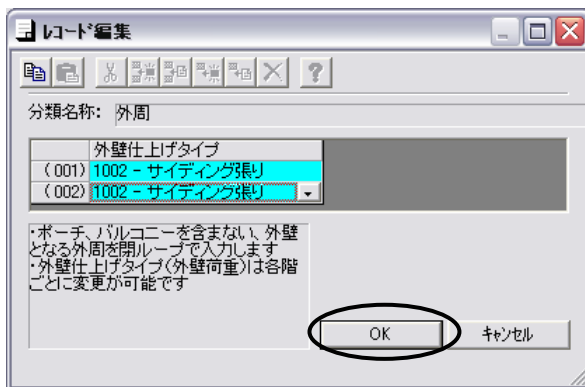 ﾚｺｰﾄﾞ編集
分類名称： 外周
外壁仕上げタイプ
(001) 1002 - サイディング張り
(002) 1002 - サイディング張り
・ポーチ、バルコニーを含まない、外壁
となる外周を閉ループで入力します
・外壁仕上げタイプ(外壁荷重)は各階
ごとに変更が可能です
OK ｷｬﾝｾﾙ